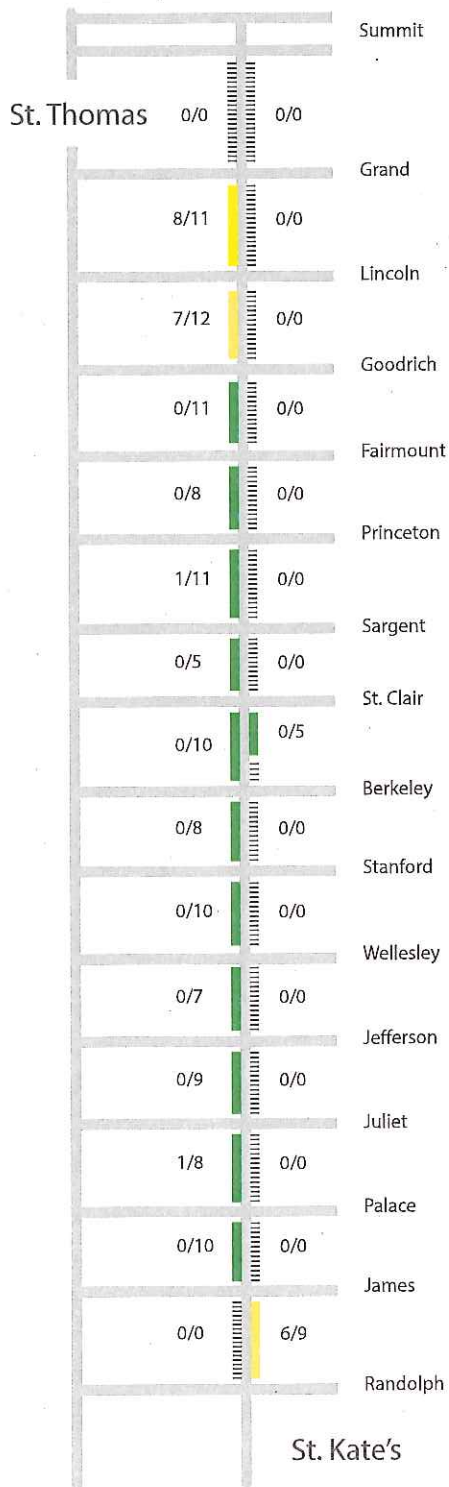 Summit
St. Thomas 0/0 0/0
Grand
8/11 0/0
Lincoln
7/12 0/0
Goodrich
0/11 0/0
Fairmount
0/8 0/0
Princeton
1/11 0/0
Sargent
0/5 0/0
St. Clair
0/10 0/5
Berkeley
0/8 0/0
Stanford
0/10 0/0
Wellesley
0/7 0/0
Jefferson
0/9 0/0
Juliet
1/8 0/0
Palace
0/10 0/0
James
0/0 6/9
Randolph
St. Kate's